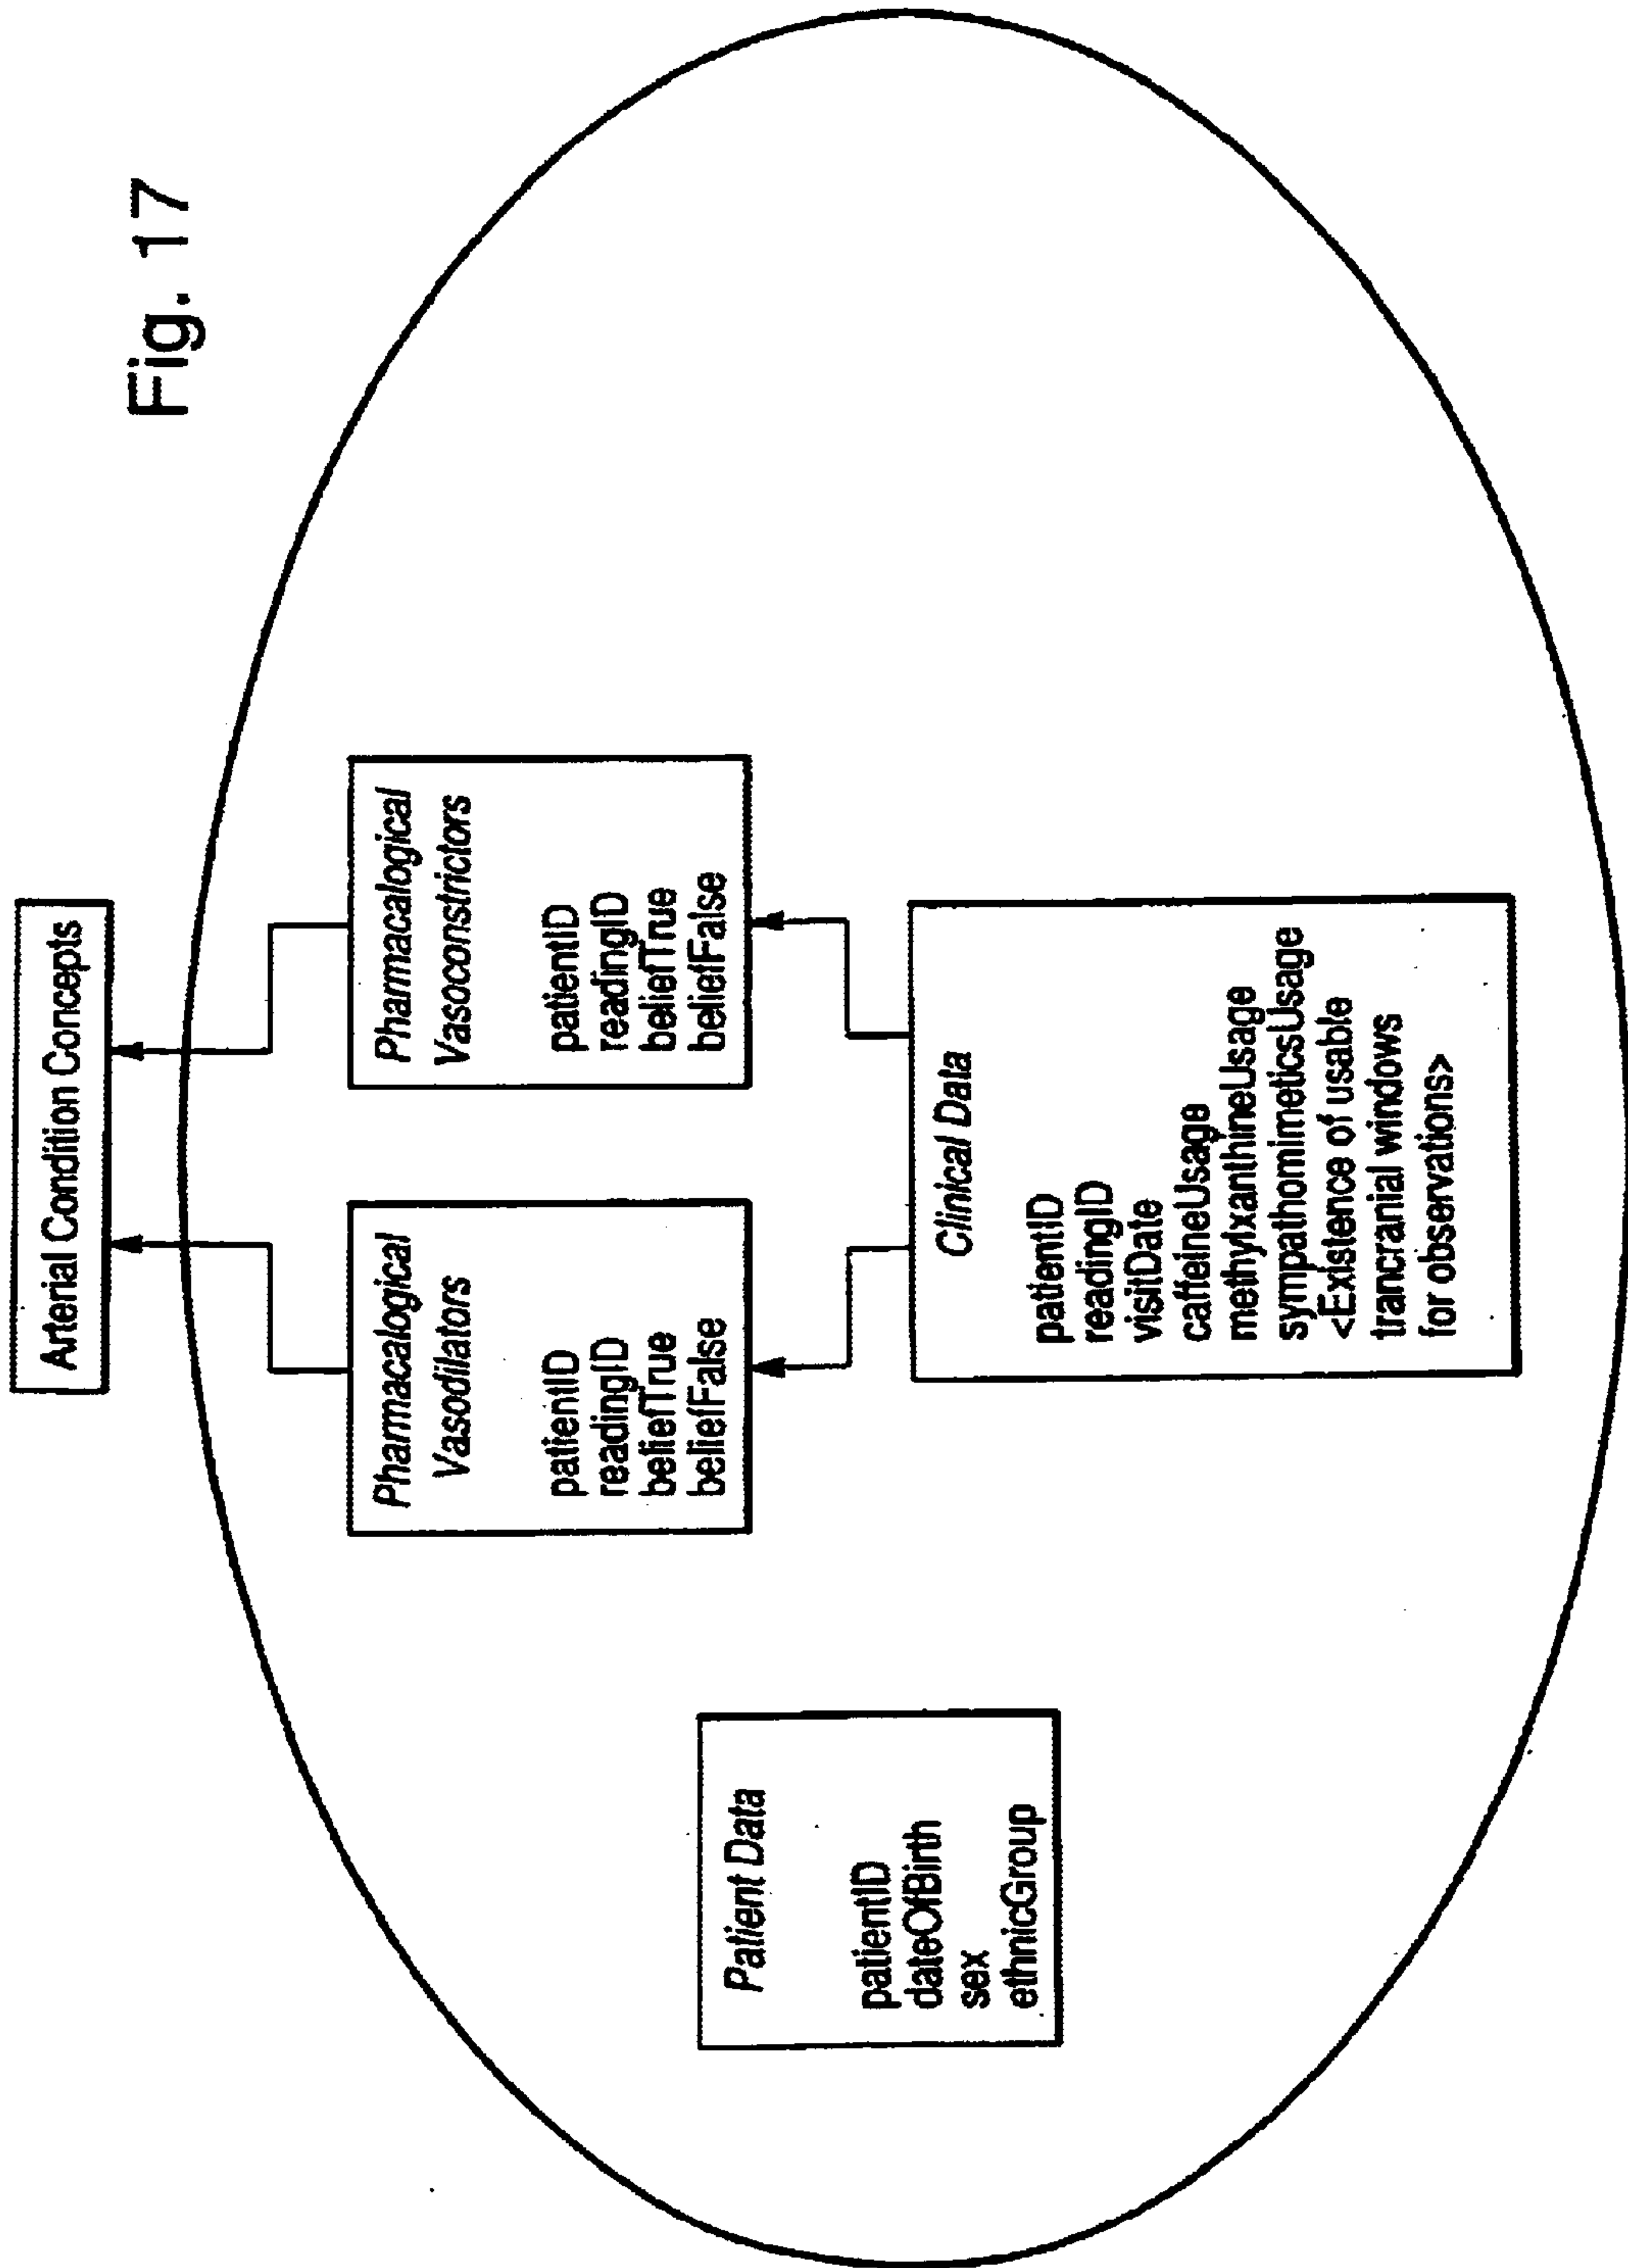 Fig. 17
Arterial Condition Concepts
Pharmacalogical
Vasodilators
patientID
readingID
beliefTrue
beliefFalse
Pharmacalogical
Vasoconstrictors
patientID
readingID
beliefTrue
beliefFalse
Patient Data
patientID
dateOfBirth
sex
ethnicGroup
Clinical Data
patientID
readingID
visitDate
caffeineUsage
methylxanthineUsage
sympathomimeticsUsage
<Existence of usable
trancranial windows
for observations>